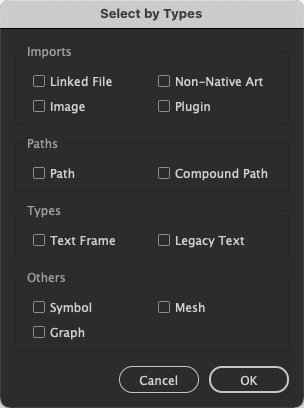 Select by Types
Imports
Linked File Non-Native Art
Image Plugin
Paths
Path Compound Path
Types
Text Frame Legacy Text
Others
Symbol Mesh
Graph
Cancel OK